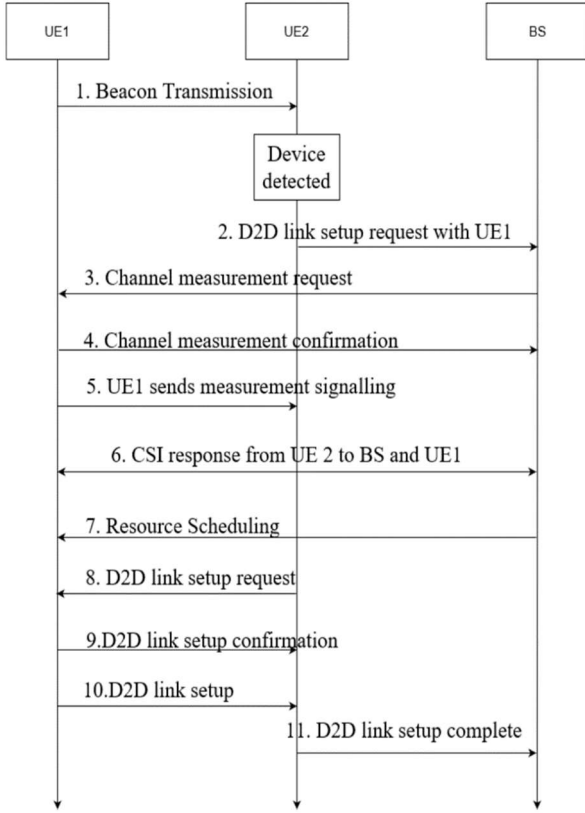 UE1
UE2
BS
1. Beacon Transmission
Device
detected
2. D2D link setup request with UE1
3. Channel measurement request
4. Channel measurement confirmation
5. UE1 sends measurement signalling
6. CSI response from UE 2 to BS and UE1
7. Resource Scheduling
8. D2D link setup request
9.D2D link setup confirmation
10.D2D link setup
11. D2D link setup complete